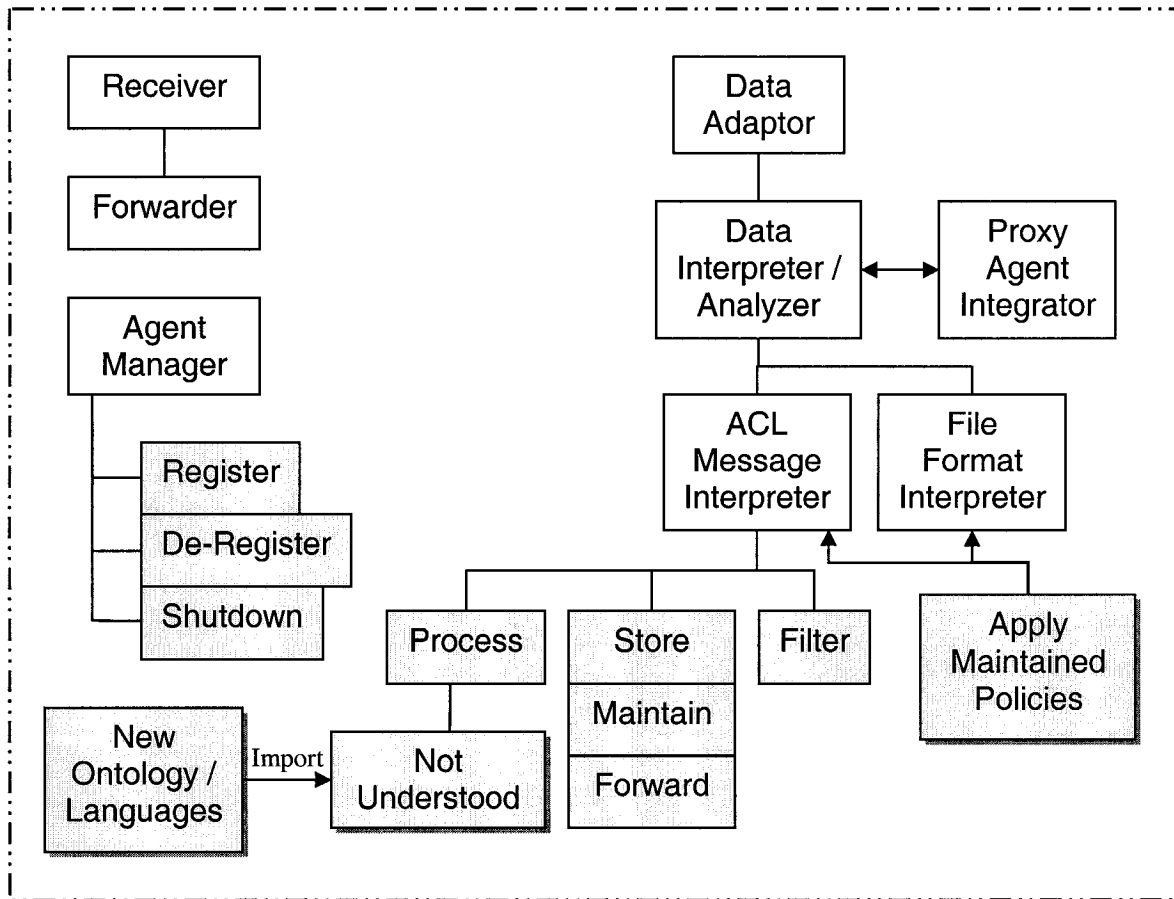 Receiver
Forwarder
Agent
Manager
Register
De-Register
Shutdown
Data
Adaptor
Data
Interpreter /
Analyzer
Proxy
Agent
Integrator
ACL
Message
Interpreter
File
Format
Interpreter
Process
Store
Maintain
Forward
Filter
Apply
Maintained
Policies
New
Ontology /
Languages
Import
Not
Understood